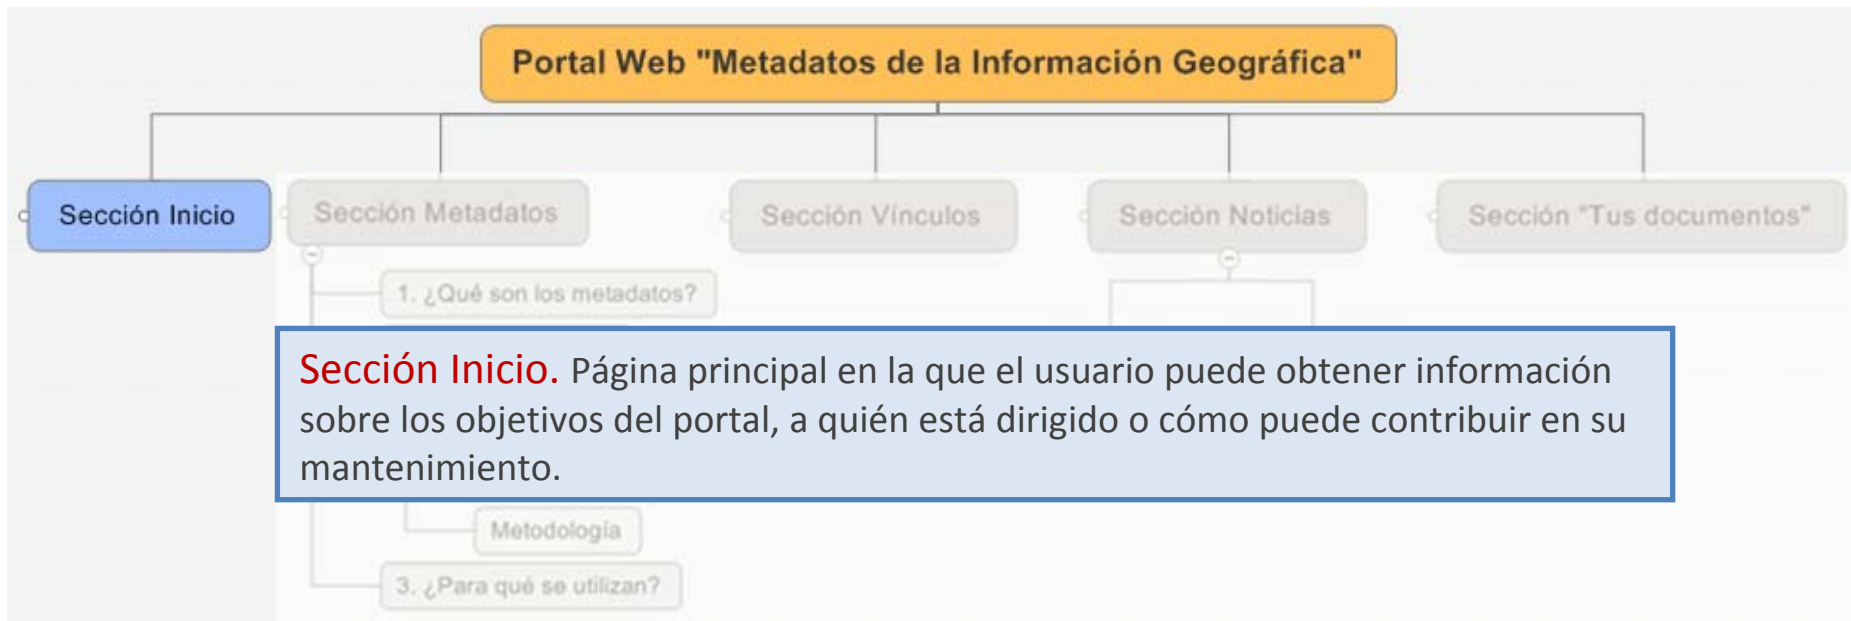 Portal Web "Metadatos de la Información Geográfica"
Sección Inicio
Sección Metadatos
Sección Vínculos
Sección Noticias
Sección "Tus documentos"
1. ¿Qué son los metadatos?
Sección Inicio. Página principal en la que el usuario puede obtener información
sobre los objetivos del portal, a quién está dirigido o cómo puede contribuir en su
mantenimiento.
Metodología
3. ¿Para qué se utilizan?